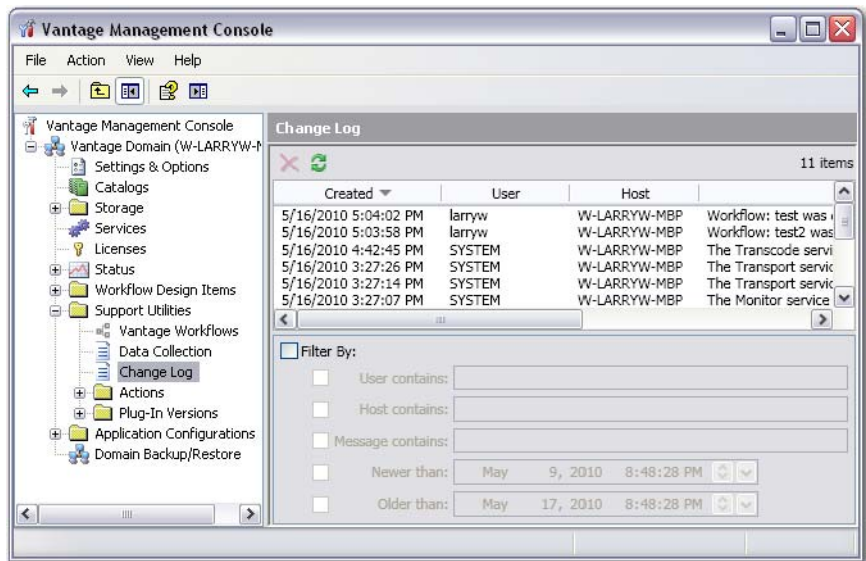 Vantage Management Console
File Action View Help
Vantage Management Console
Vantage Domain (W-LARRYW-M
Settings & Options
Catalogs
Storage
Services
Licenses
Status
Workflow Design Items
Support Utilities
Vantage Workflows
Data Collection
Change Log
Actions
Plug-In Versions
Application Configurations
Domain Backup/Restore
Change Log
11 items
Created User Host
5/16/2010 5:04:02 PM larryw W-LARRYW-MBP Workflow: test was
5/16/2010 5:03:58 PM larryw W-LARRYW-MBP Workflow: test2 was
5/16/2010 4:42:45 PM SYSTEM W-LARRYW-MBP The Transcode servi
5/16/2010 3:27:26 PM SYSTEM W-LARRYW-MBP The Transport servic
5/16/2010 3:27:14 PM SYSTEM W-LARRYW-MBP The Transport servic
5/16/2010 3:27:07 PM SYSTEM W-LARRYW-MBP The Monitor service
Filter By:
User contains:
Host contains:
Message contains:
Newer than: May 9, 2010 8:48:28 PM
Older than: May 17, 2010 8:48:28 PM